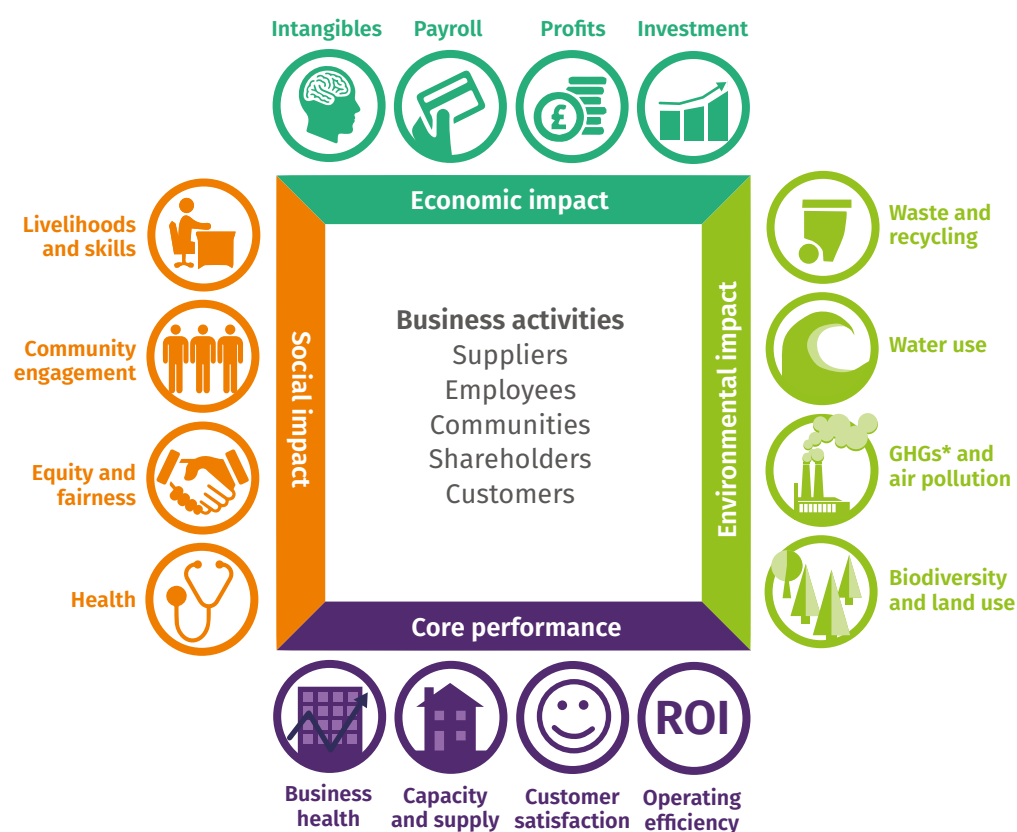 Intangibles
Payroll
Profits
Investment
£
Economic impact
Livelihoods
and skills
Community
engagement
Equity and
fairness
Health
Social impact
Business activities
Suppliers
Employees
Communities
Shareholders
Customers
Environmental impact
Waste and
recycling
Water use
GHGs* and
air pollution
Biodiversity
and land use
Core performance
ROI
Business
health
Capacity
and supply
Customer
satisfaction
Operating
efficiency